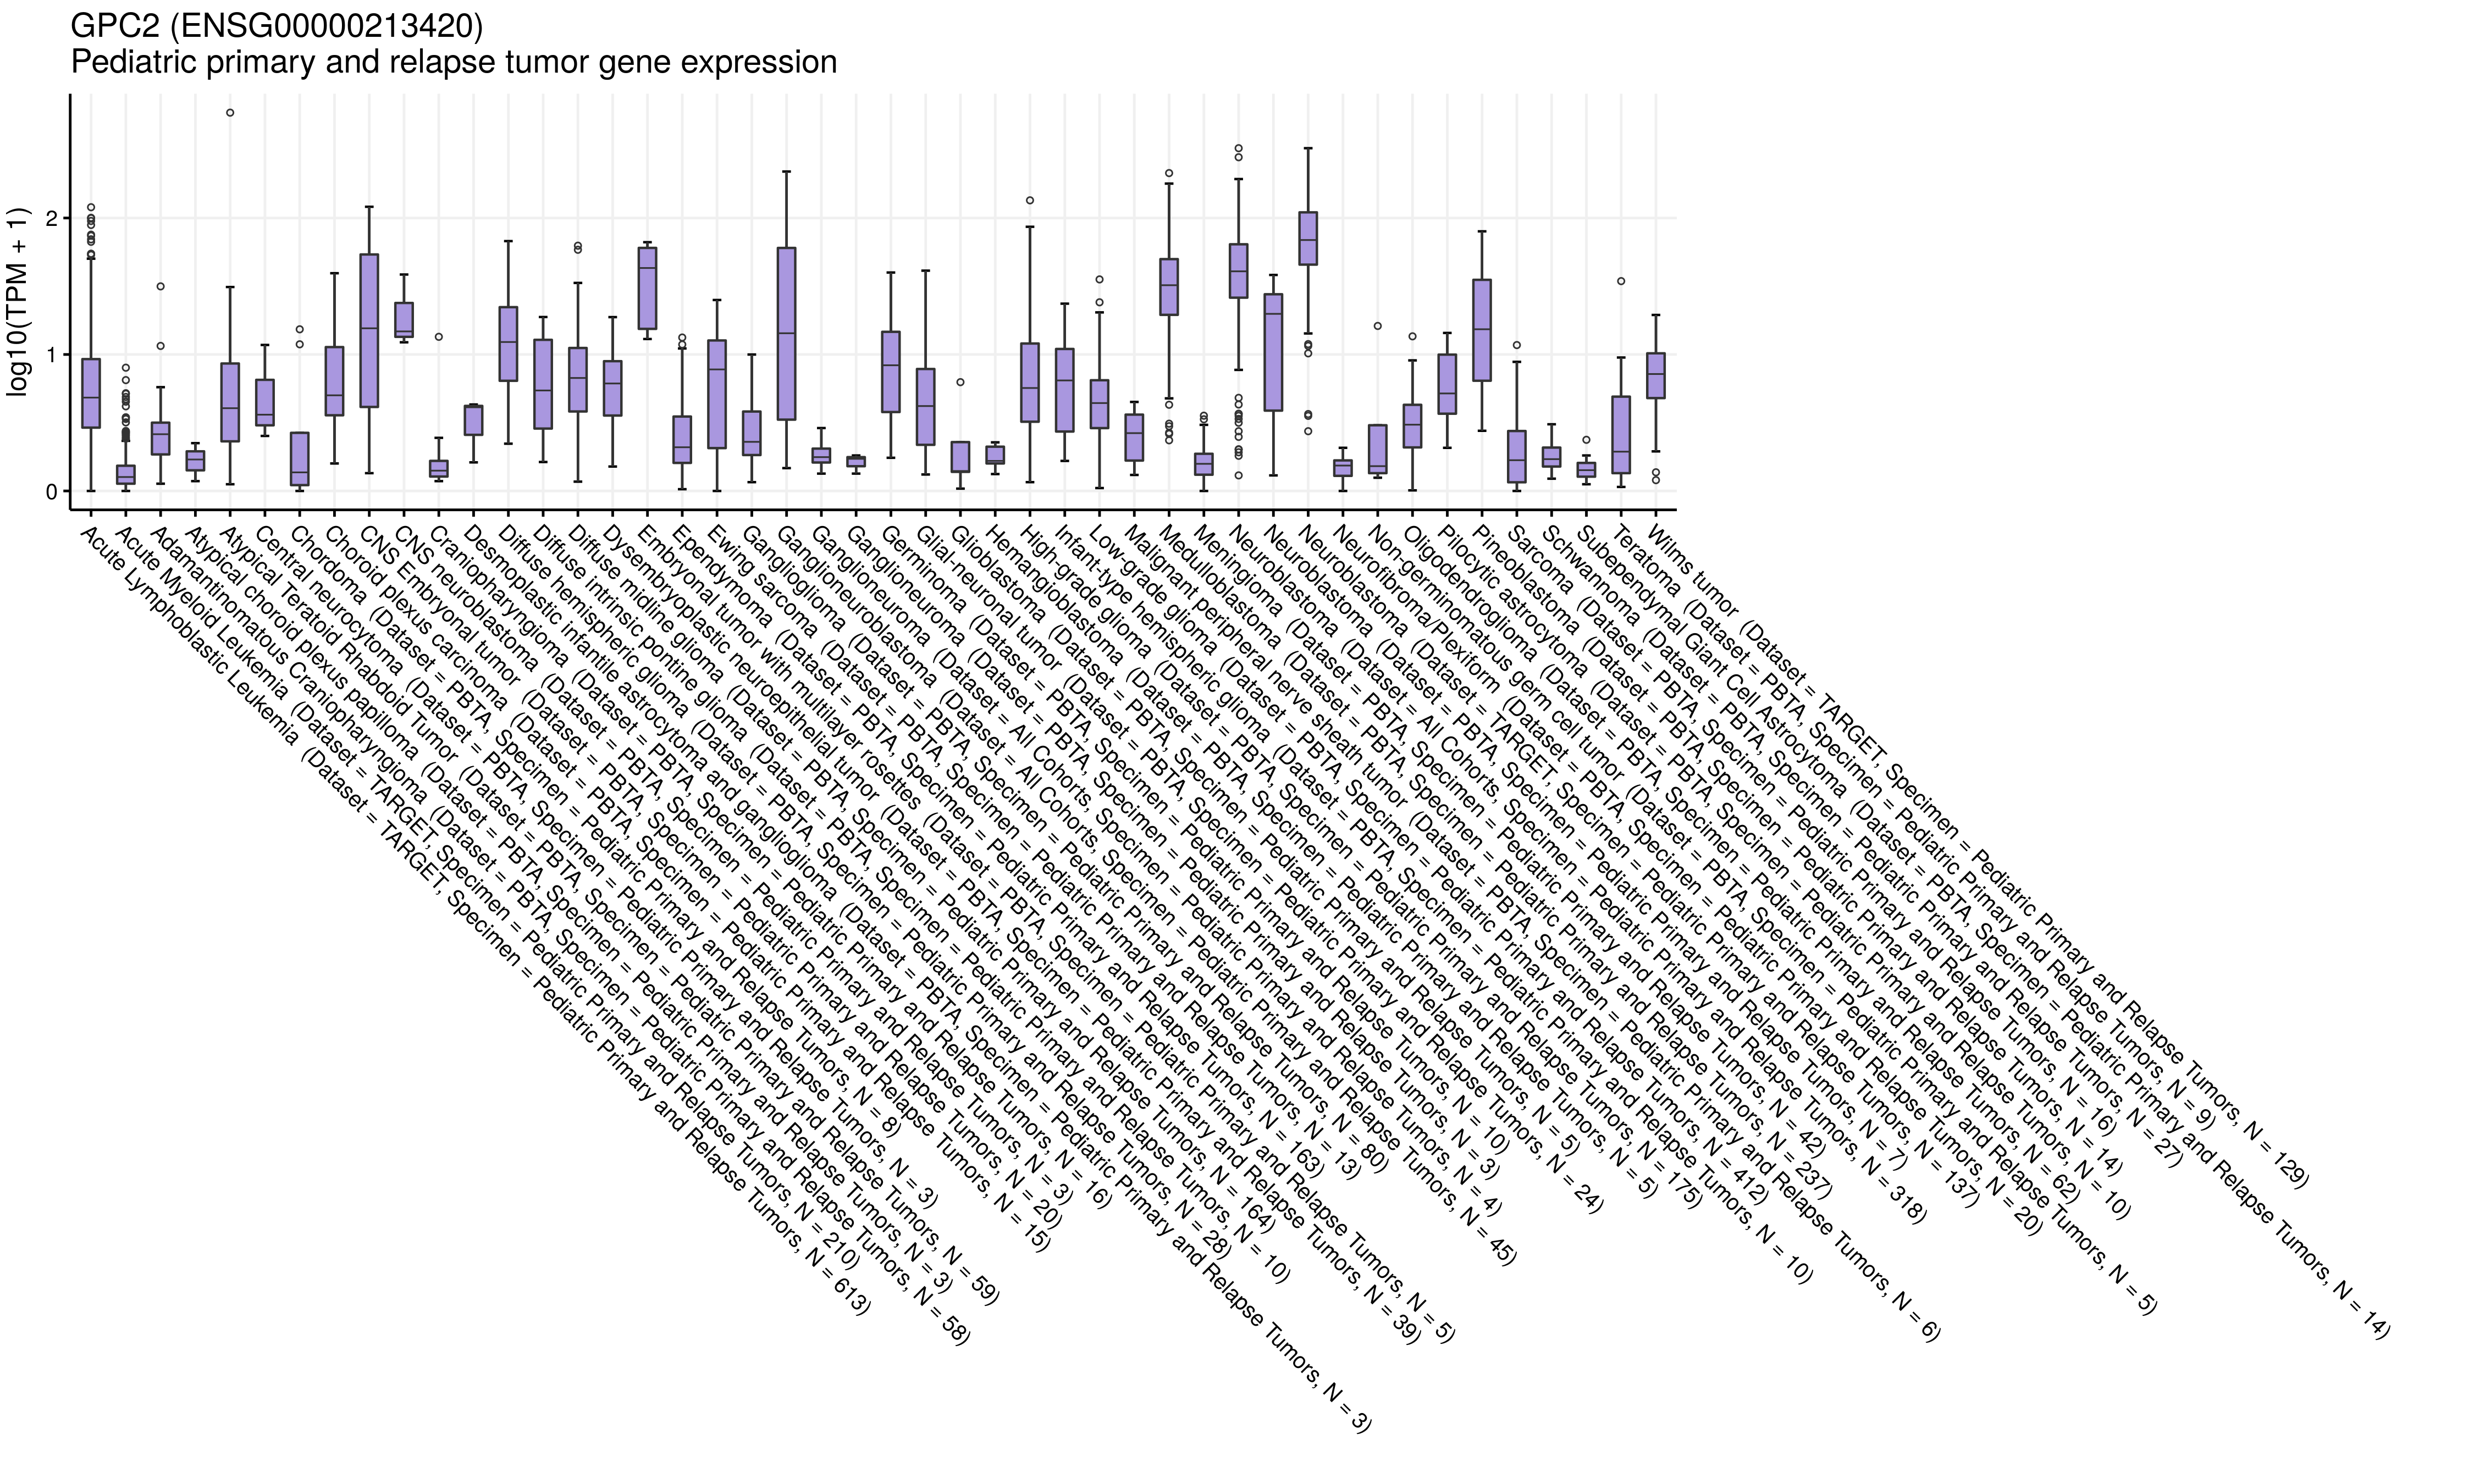 GPC2 (ENSG00000213420)
Pediatric primary and relapse tumor gene expression
log10(TPM + 1)
2
1
0
Acute Lymphoblastic Leukemia (Dataset = TARGET, Specimen = Pediatric Primary and Relapse Tumors, N = 613)
Acute Myeloid Leukemia (Dataset = TARGET, Specimen = Pediatric Primary and Relapse Tumors, N = 210)
Adamantinomatous Craniopharyngioma (Dataset = PBTA, Specimen = Pediatric Primary and Relapse Tumors, N = 58)
Atypical choroid plexus papilloma (Dataset = PBTA, Specimen = Pediatric Primary and Relapse Tumors, N = 3)
Atypical Teratoid Rhabdoid Tumor (Dataset = PBTA, Specimen = Pediatric Primary and Relapse Tumors, N = 59)
Central neurocytoma (Dataset = PBTA, Specimen = Pediatric Primary and Relapse Tumors, N = 3)
Chordoma (Dataset = PBTA, Specimen = Pediatric Primary and Relapse Tumors, N = 8)
Choroid plexus carcinoma (Dataset = PBTA, Specimen = Pediatric Primary and Relapse Tumors, N = 15)
CNS Embryonal tumor (Dataset = PBTA, Specimen = Pediatric Primary and Relapse Tumors, N = 20)
CNS neuroblastoma (Dataset = PBTA, Specimen = Pediatric Primary and Relapse Tumors, N = 3)
Craniopharyngioma (Dataset = PBTA, Specimen = Pediatric Primary and Relapse Tumors, N = 16)
Desmoplastic infantile astrocytoma and ganglioglioma (Dataset = PBTA, Specimen = Pediatric Primary and Relapse Tumors, N = 3)
Diffuse hemispheric glioma (Dataset = PBTA, Specimen = Pediatric Primary and Relapse Tumors, N = 28)
Diffuse intrinsic pontine glioma (Dataset = PBTA, Specimen = Pediatric Primary and Relapse Tumors, N = 10)
Diffuse midline glioma (Dataset = PBTA, Specimen = Pediatric Primary and Relapse Tumors, N = 164)
Dysembryoplastic neuroepithelial tumor (Dataset = PBTA, Specimen = Pediatric Primary and Relapse Tumors, N = 39)
Embryonal tumor with multilayer rosettes (Dataset = PBTA, Specimen = Pediatric Primary and Relapse Tumors, N = 5)
Ependymoma (Dataset = PBTA, Specimen = Pediatric Primary and Relapse Tumors, N = 163)
Ewing sarcoma (Dataset = PBTA, Specimen = Pediatric Primary and Relapse Tumors, N = 13)
Ganglioglioma (Dataset = PBTA, Specimen = Pediatric Primary and Relapse Tumors, N = 80)
Ganglioneuroblastoma (Dataset = All Cohorts, Specimen = Pediatric Primary and Relapse Tumors, N = 45)
Ganglioneuroma (Dataset = All Cohorts, Specimen = Pediatric Primary and Relapse Tumors, N = 4)
Ganglioneuroma (Dataset = PBTA, Specimen = Pediatric Primary and Relapse Tumors, N = 3)
Germinoma (Dataset = PBTA, Specimen = Pediatric Primary and Relapse Tumors, N = 10)
Glial-neuronal tumor (Dataset = PBTA, Specimen = Pediatric Primary and Relapse Tumors, N = 24)
Glioblastoma (Dataset = PBTA, Specimen = Pediatric Primary and Relapse Tumors, N = 5)
Hemangioblastoma (Dataset = PBTA, Specimen = Pediatric Primary and Relapse Tumors, N = 5)
High-grade glioma (Dataset = PBTA, Specimen = Pediatric Primary and Relapse Tumors, N = 175)
Infant-type hemispheric glioma (Dataset = PBTA, Specimen = Pediatric Primary and Relapse Tumors, N = 10)
Low-grade glioma (Dataset = PBTA, Specimen = Pediatric Primary and Relapse Tumors, N = 412)
Malignant peripheral nerve sheath tumor (Dataset = PBTA, Specimen = Pediatric Primary and Relapse Tumors, N = 6)
Medulloblastoma (Dataset = PBTA, Specimen = Pediatric Primary and Relapse Tumors, N = 237)
Meningioma (Dataset = PBTA, Specimen = Pediatric Primary and Relapse Tumors, N = 42)
Neuroblastoma (Dataset = All Cohorts, Specimen = Pediatric Primary and Relapse Tumors, N = 318)
Neuroblastoma (Dataset = PBTA, Specimen = Pediatric Primary and Relapse Tumors, N = 7)
Neuroblastoma (Dataset = TARGET, Specimen = Pediatric Primary and Relapse Tumors, N = 137)
Neurofibroma/Plexiform (Dataset = PBTA, Specimen = Pediatric Primary and Relapse Tumors, N = 20)
Non-germinomatous germ cell tumor (Dataset = PBTA, Specimen = Pediatric Primary and Relapse Tumors, N = 5)
Oligodendroglioma (Dataset = PBTA, Specimen = Pediatric Primary and Relapse Tumors, N = 62)
Pilocytic astrocytoma (Dataset = PBTA, Specimen = Pediatric Primary and Relapse Tumors, N = 10)
Pineoblastoma (Dataset = PBTA, Specimen = Pediatric Primary and Relapse Tumors, N = 14)
Sarcoma (Dataset = PBTA, Specimen = Pediatric Primary and Relapse Tumors, N = 16)
Schwannoma (Dataset = PBTA, Specimen = Pediatric Primary and Relapse Tumors, N = 27)
Subependymal Giant Cell Astrocytoma (Dataset = PBTA, Specimen = Pediatric Primary and Relapse Tumors, N = 14)
Teratoma (Dataset = PBTA, Specimen = Pediatric Primary and Relapse Tumors, N = 9)
Wilms tumor (Dataset = TARGET, Specimen = Pediatric Primary and Relapse Tumors, N = 129)